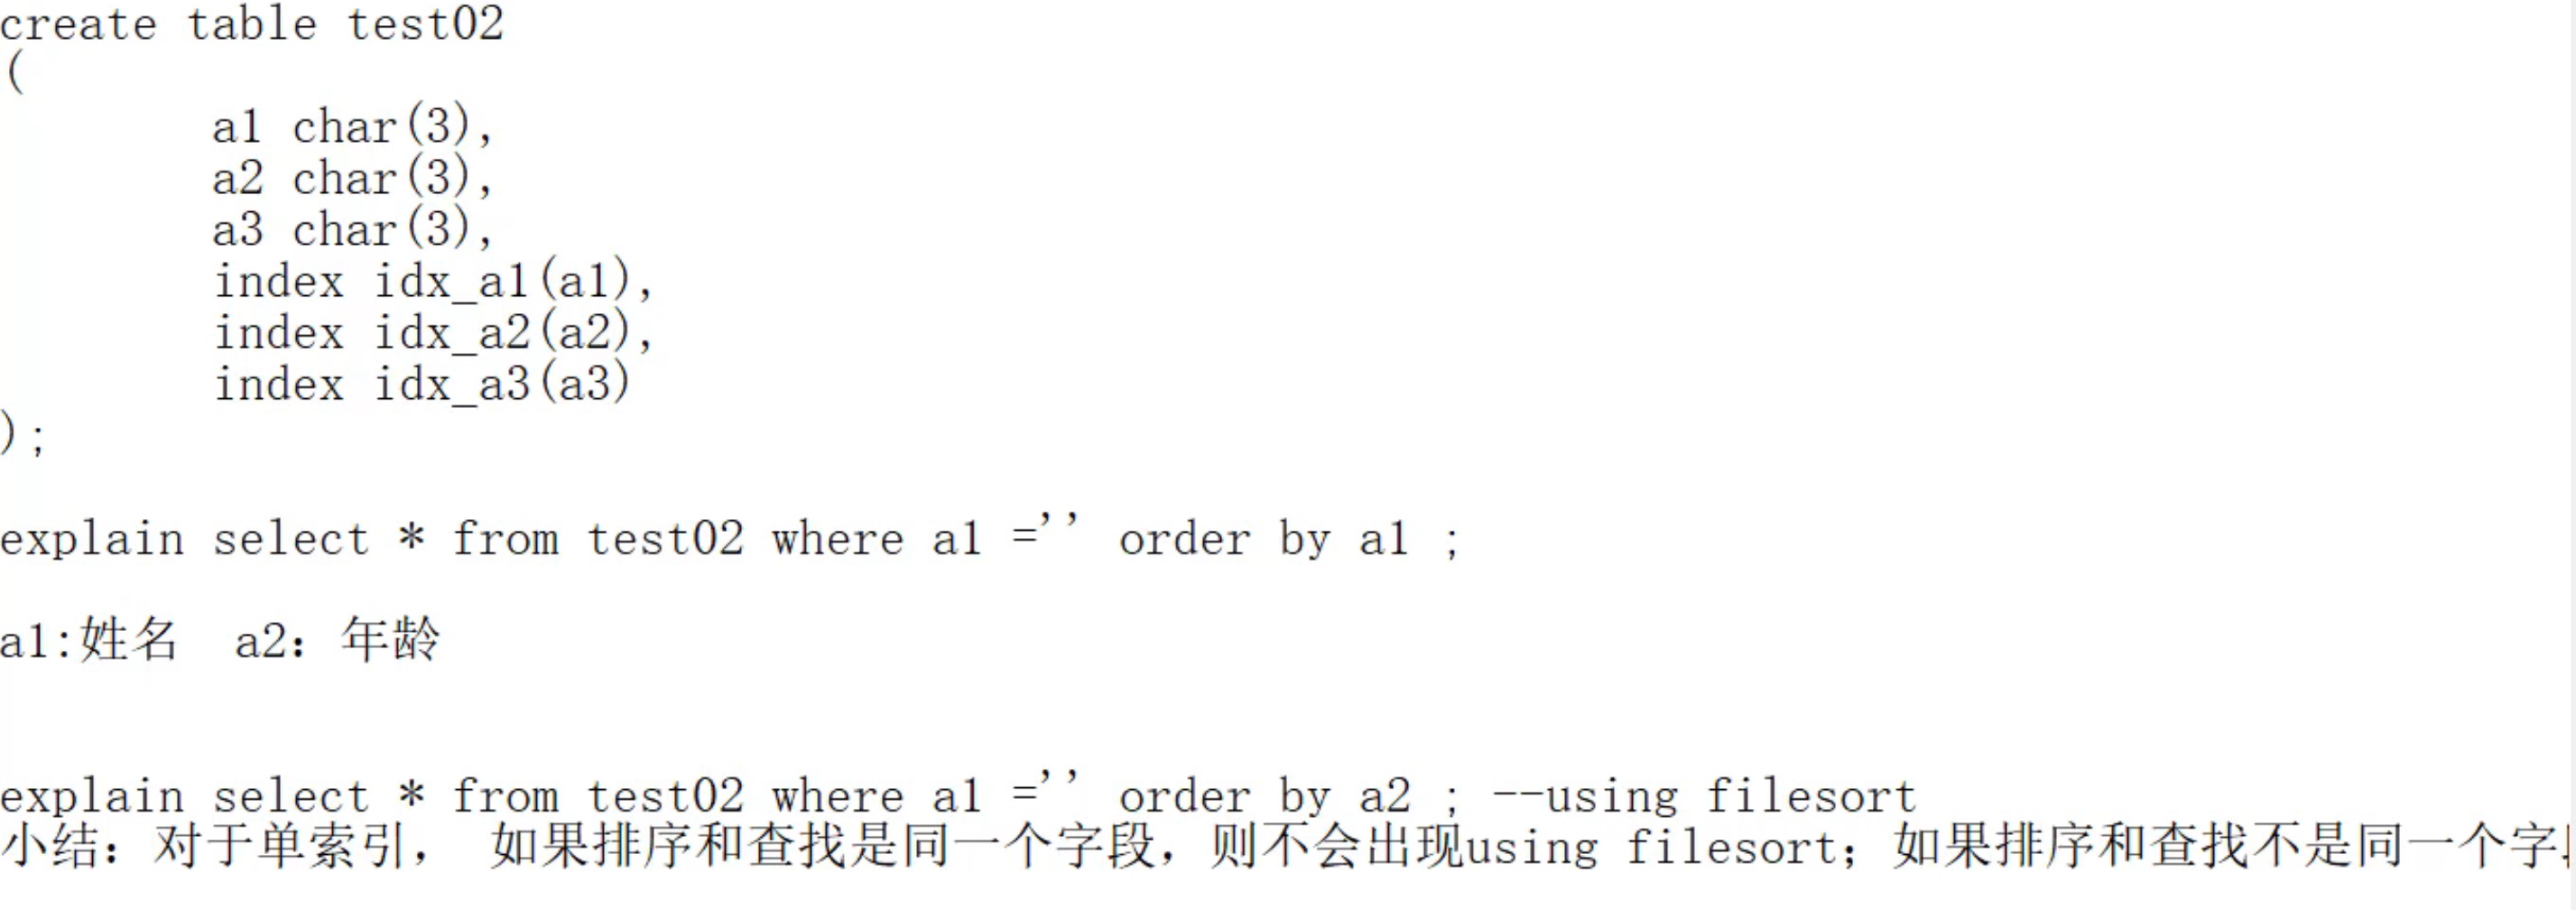 create table test02
(
a1 char(3),
a2 char(3),
a3 char(3),
index idx_a1(a1),
index idx_a2(a2),
index idx_a3(a3)
);
explain select * from test02 where a1 ='' order by a1 ;
a1:姓名 a2：年龄
explain select * from test02 where a1 ='' order by a2 ; --using filesort
小结：对于单索引， 如果排序和查找是同一个字段，则不会出现using filesort；如果排序和查找不是同一个字